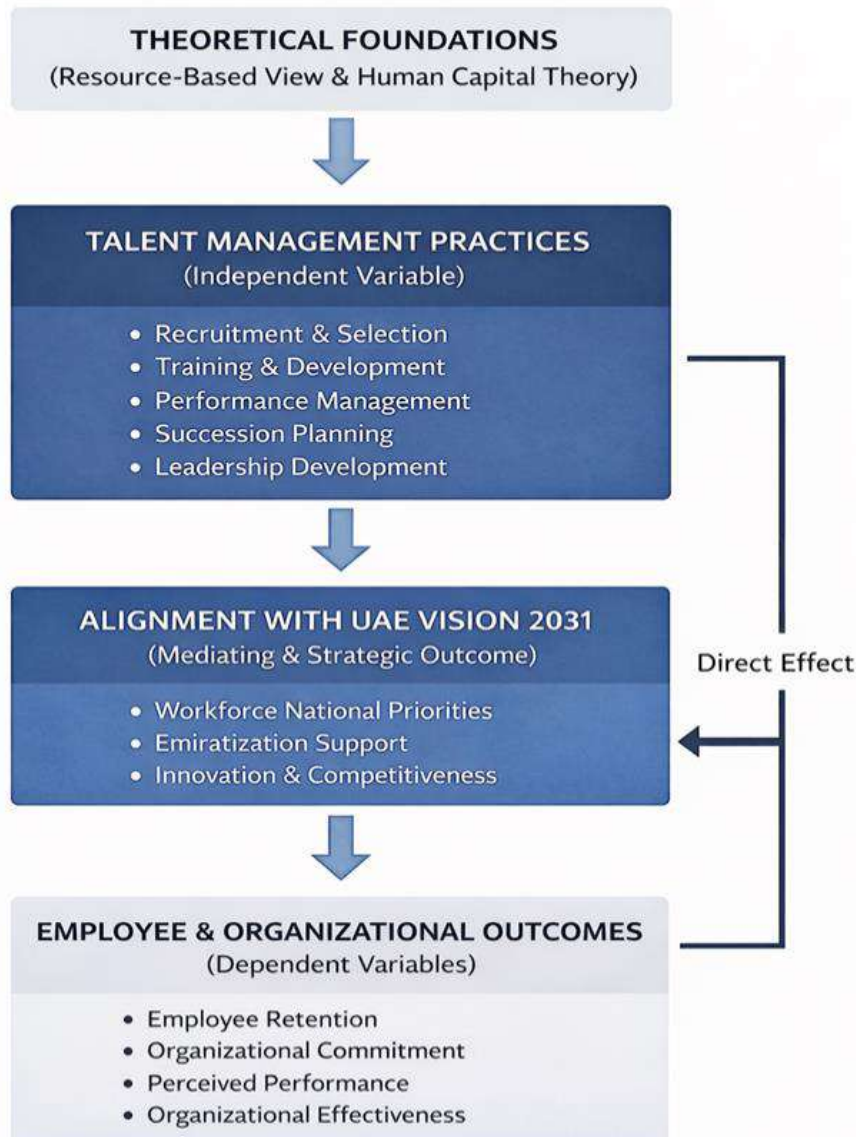 THEORETICAL FOUNDATIONS
(Resource-Based View & Human Capital Theory)
TALENT MANAGEMENT PRACTICES
(Independent Variable)
• Recruitment & Selection
• Training & Development
• Performance Management
• Succession Planning
• Leadership Development
ALIGNMENT WITH UAE VISION 2031
(Mediating & Strategic Outcome)
• Workforce National Priorities
• Emiratization Support
• Innovation & Competitiveness
Direct Effect
EMPLOYEE & ORGANIZATIONAL OUTCOMES
(Dependent Variables)
• Employee Retention
• Organizational Commitment
• Perceived Performance
• Organizational Effectiveness